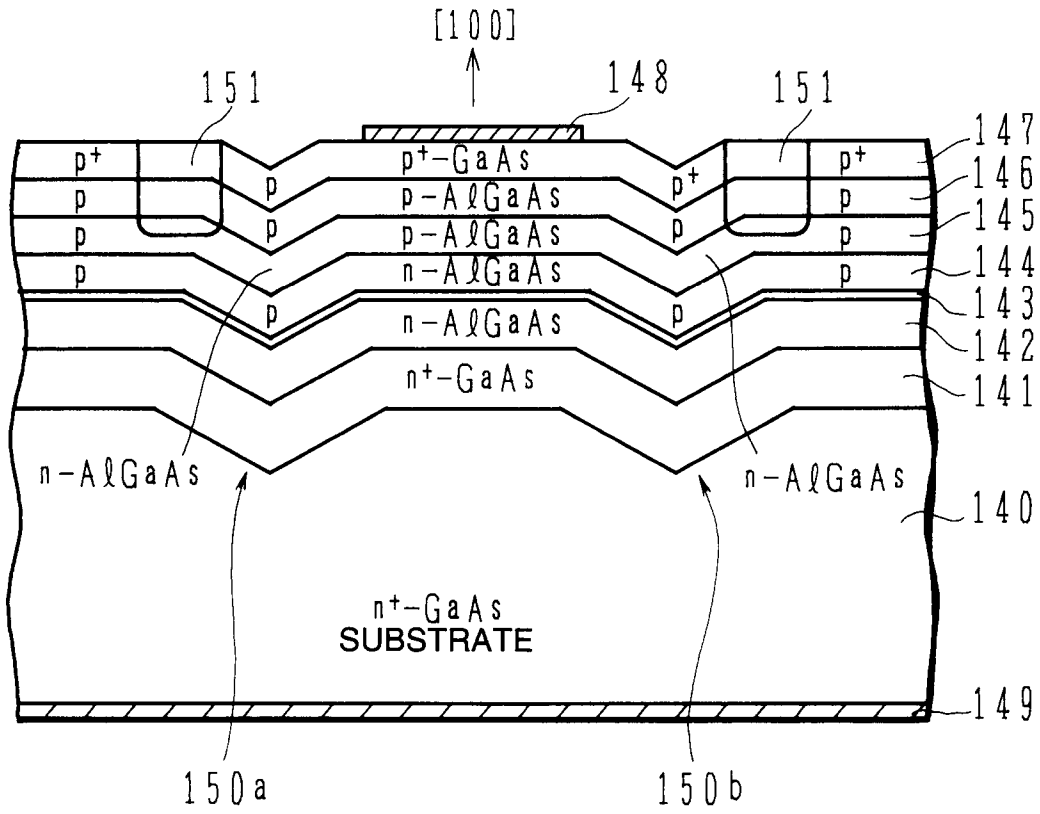 [100]
151
148
151
147
p+
p+-GaAs
p+
146
p
p
p-AlGaAs
p+
p
145
p
p
p-AlGaAs
p
p
144
p
n-AlGaAs
p
143
p
n-AlGaAs
p
142
n+-GaAs
141
n-AlGaAs
n-AlGaAs
140
n+-GaAs
SUBSTRATE
149
150a
150b